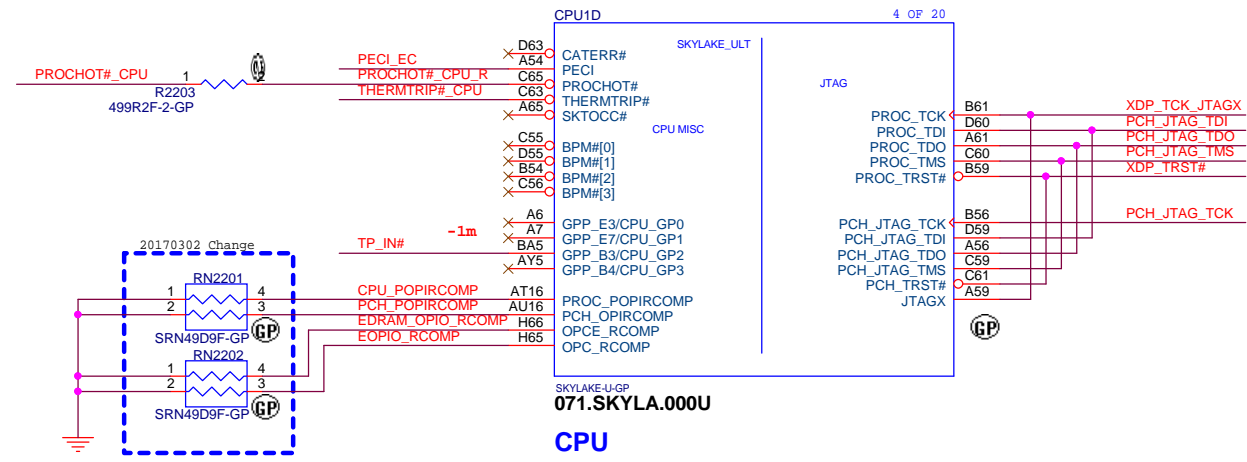 CPU1D
4 OF 20
SKYLAKE_ULT
JTAG
CPU MISC
PROCHOT#_CPU
1
2
R2203
499R2F-2-GP
PECI_EC
PROCHOT#_CPU_R
THERMTRIP#_CPU
D63
CATERR#
A54
PECI
C65
PROCHOT#
C63
THERMTRIP#
A65
SKTOCC#
C55
BPM#[0]
D55
BPM#[1]
B54
BPM#[2]
C56
BPM#[3]
A6
GPP_E3/CPU_GP0
-1m
A7
GPP_E7/CPU_GP1
TP_IN#
BA5
GPP_B3/CPU_GP2
AY5
GPP_B4/CPU_GP3
CPU_POPIRCOMP
AT16
PROC_POPIRCOMP
PCH_POPIRCOMP
AU16
PCH_OPIRCOMP
EDRAM_OPIO_RCOMP
H66
OPCE_RCOMP
EOPIO_RCOMP
H65
OPC_RCOMP
PROC_TCK
B61
XDP_TCK_JTAGX
PROC_TDI
D60
PCH_JTAG_TDI
PROC_TDO
A61
PCH_JTAG_TDO
PROC_TMS
C60
PCH_JTAG_TMS
PROC_TRST#
B59
XDP_TRST#
PCH_JTAG_TCK
B56
PCH_JTAG_TCK
PCH_JTAG_TDI
D59
PCH_JTAG_TDO
A56
PCH_JTAG_TMS
C59
PCH_TRST#
C61
JTAGX
A59
GP
20170302 Change
RN2201
1
4
2
3
SRN49D9F-GP
GP
RN2202
1
4
2
3
SRN49D9F-GP
GP
SKYLAKE-U-GP
071.SKYLA.000U
CPU